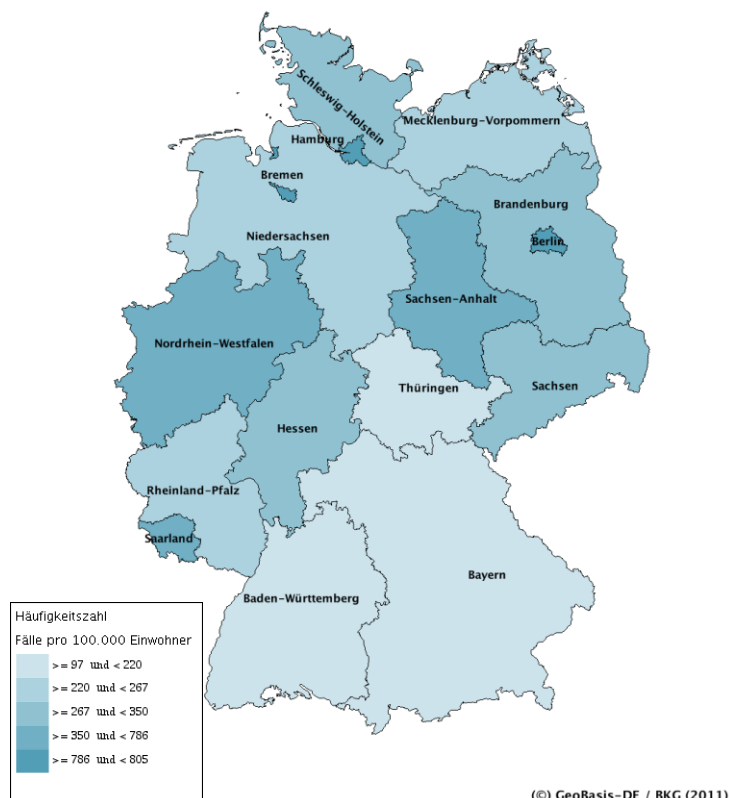 Schleswig-Holstein
Mecklenburg-Vorpommern
Hamburg
Bremen
Brandenburg
Niedersachsen
Berlin
Sachsen-Anhalt
Nordrhein-Westfalen
Thüringen
Sachsen
Hessen
Rheinland-Pfalz
Saarland
Bayern
Baden-Württemberg
Häufigkeitszahl
Fälle pro 100.000 Einwohner
>= 97 und < 220
>= 220 und < 267
>= 267 und < 350
>= 350 und < 786
>= 786 und < 805
(©) GeoBasis-DE / BKG (2011)